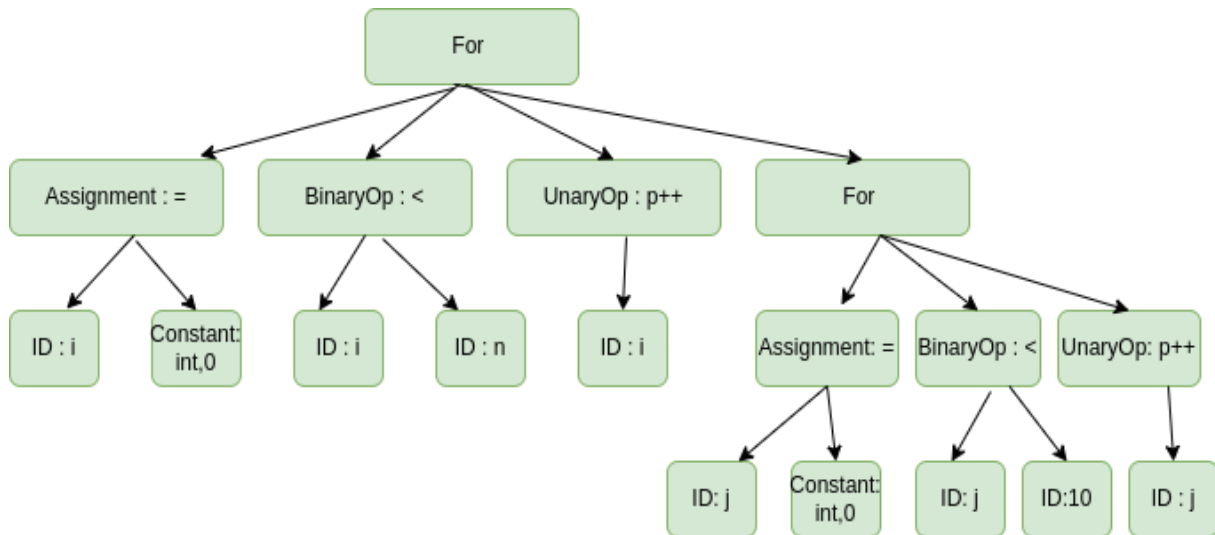 For
Assignment : =
BinaryOp : <
UnaryOp : p++
For
ID : i
Constant:
int,0
ID : i
ID : n
ID : i
Assignment: =
BinaryOp : <
UnaryOp: p++
ID: j
Constant:
int,0
ID: j
ID:10
ID : j